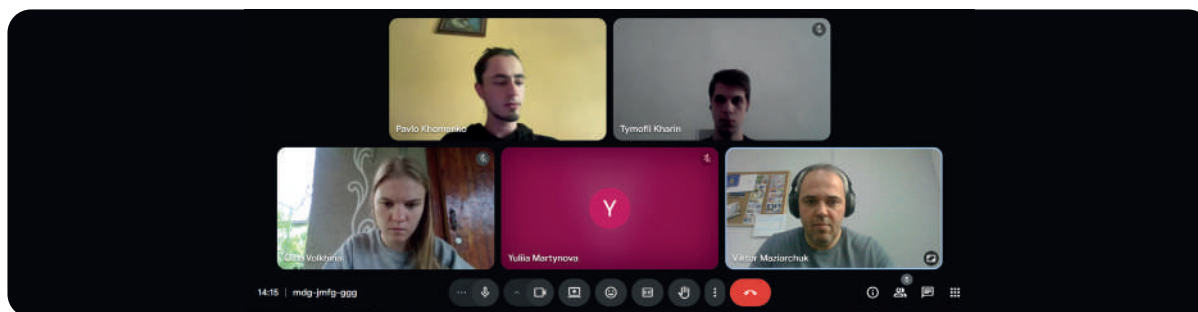 Pavlo Khomenko
Tymofii Kharin
Volkhina
Y
Yuliia Martynova
Viktor Maziarchuk
14:15 | mdg-jmfg-ggg